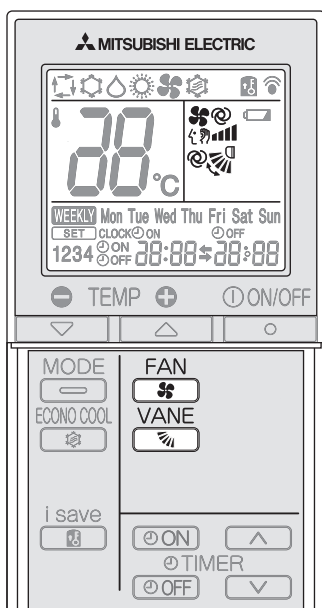 MITSUBISHI ELECTRIC
88°C
WEEKLY Mon Tue Wed Thu Fri Sat Sun
SET CLOCK ON OFF
1234 ON OFF 88:88 88:88
TEMP ON/OFF
MODE FAN
ECONO COOL VANE
i save
ON
TIMER
OFF